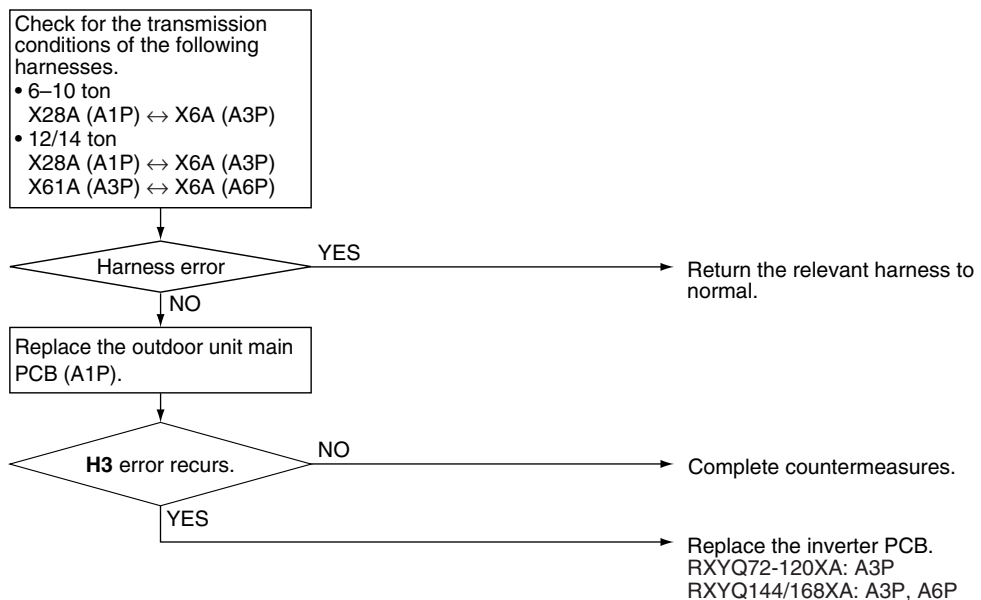 Check for the transmission
conditions of the following
harnesses.
• 6–10 ton
X28A (A1P) ↔ X6A (A3P)
• 12/14 ton
X28A (A1P) ↔ X6A (A3P)
X61A (A3P) ↔ X6A (A6P)
Harness error
YES
Return the relevant harness to
normal.
NO
Replace the outdoor unit main
PCB (A1P).
H3 error recurs.
NO
Complete countermeasures.
YES
Replace the inverter PCB.
RXYQ72-120XA: A3P
RXYQ144/168XA: A3P, A6P